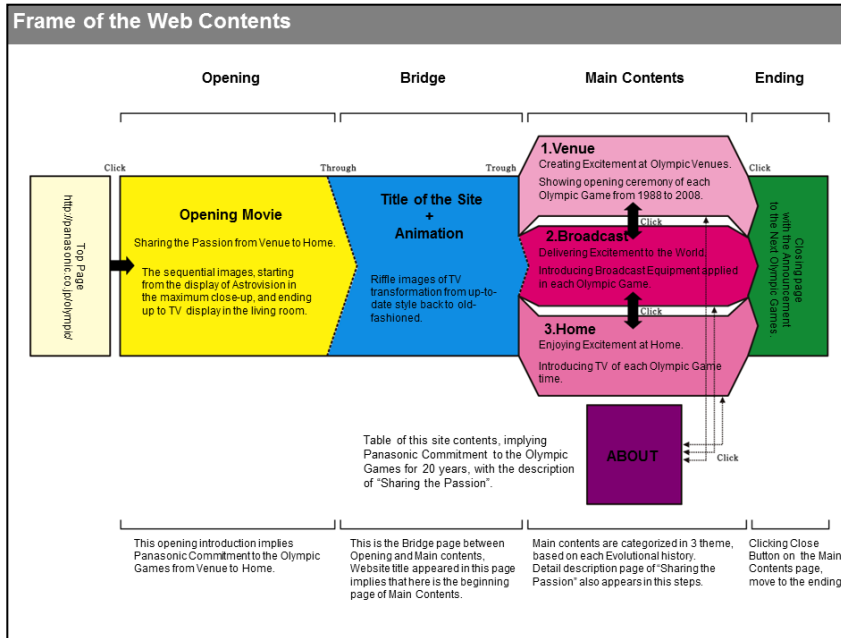 Frame of the Web Contents
Opening
Bridge
Main Contents
Ending
Click
Through
Trough
Click
Top Page
http://panasonic.co.jp/olympic/
Opening Movie
Sharing the Passion from Venue to Home.
The sequential images, starting
from the display of Astrovision in
the maximum close-up, and ending
up to TV display in the living room.
Title of the Site
+
Animation
Riffle images of TV
transformation from up-to-
date style back to old-
fashioned.
1.Venue
Creating Excitement at Olympic Venues.
Showing opening ceremony of each
Olympic Game from 1988 to 2008.
Click
2.Broadcast
Delivering Excitement to the World.
Introducing Broadcast Equipment applied
in each Olympic Game.
Click
3.Home
Enjoying Excitement at Home.
Introducing TV of each Olympic Game
time.
Closing page
with the Announcement
to the Next Olympic Games.
Table of this site contents, implying
Panasonic Commitment to the Olympic
Games for 20 years, with the description
of “Sharing the Passion”.
ABOUT
Click
This opening introduction implies
Panasonic Commitment to the Olympic
Games from Venue to Home.
This is the Bridge page between
Opening and Main contents,
Website title appeared in this page
implies that here is the beginning
page of Main Contents.
Main contents are categorized in 3 theme,
based on each Evolutional history.
Detail description page of “Sharing the
Passion” also appears in this steps.
Clicking Close
Button on the Main
Contents page,
move to the ending.